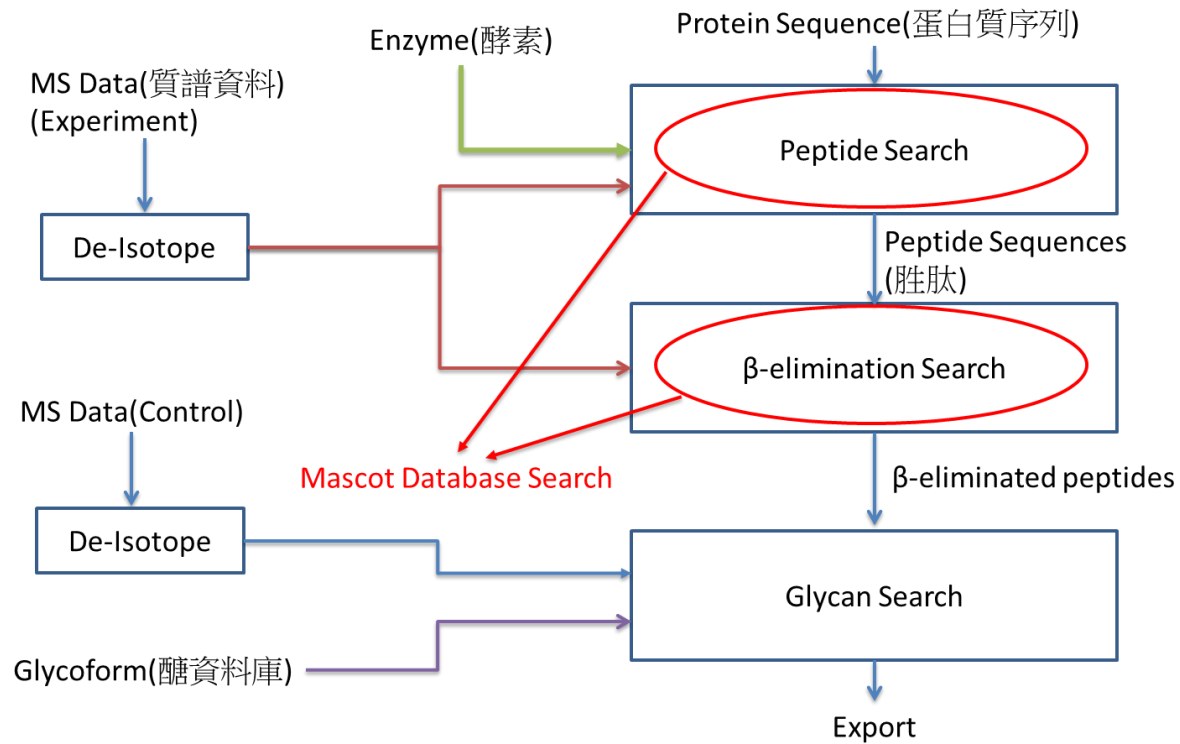 Protein Sequence(蛋白質序列)
Enzyme(酵素)
MS Data(質譜資料)
(Experiment)
Peptide Search
De-Isotope
Peptide Sequences
(胜肽)
β-elimination Search
MS Data(Control)
Mascot Database Search
β-eliminated peptides
De-Isotope
Glycan Search
Glycoform(醣資料庫)
Export